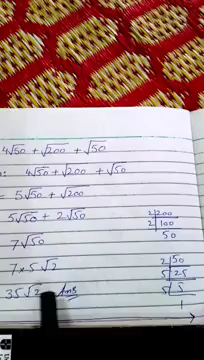 4√50 + √200 + √50
: 4√50 + √200 + √50
= 5√50 + √200
5√50 + 2√50
7√50
7 × 5√2
35√2 Ans
2 | 200
2 | 100
50
2 | 50
5 | 25
5 | 5
1